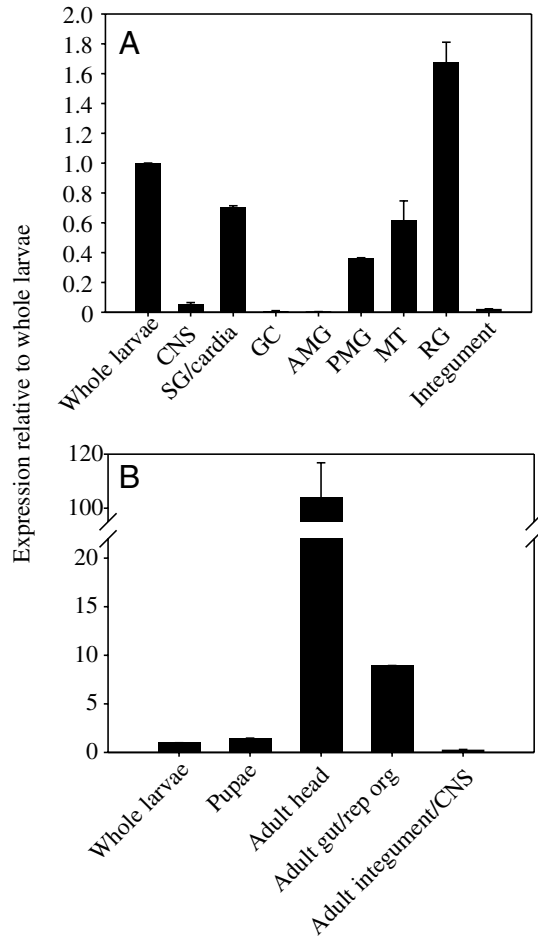 Expression relative to whole larvae
A
2.0
1.8
1.6
1.4
1.2
1.0
0.8
0.6
0.4
0.2
0
Whole larvae
CNS
SG/cardia
GC
AMG
PMG
MT
RG
Integument
B
120
100
20
15
10
5
0
Whole larvae
Pupae
Adult head
Adult gut/rep org
Adult integument/CNS